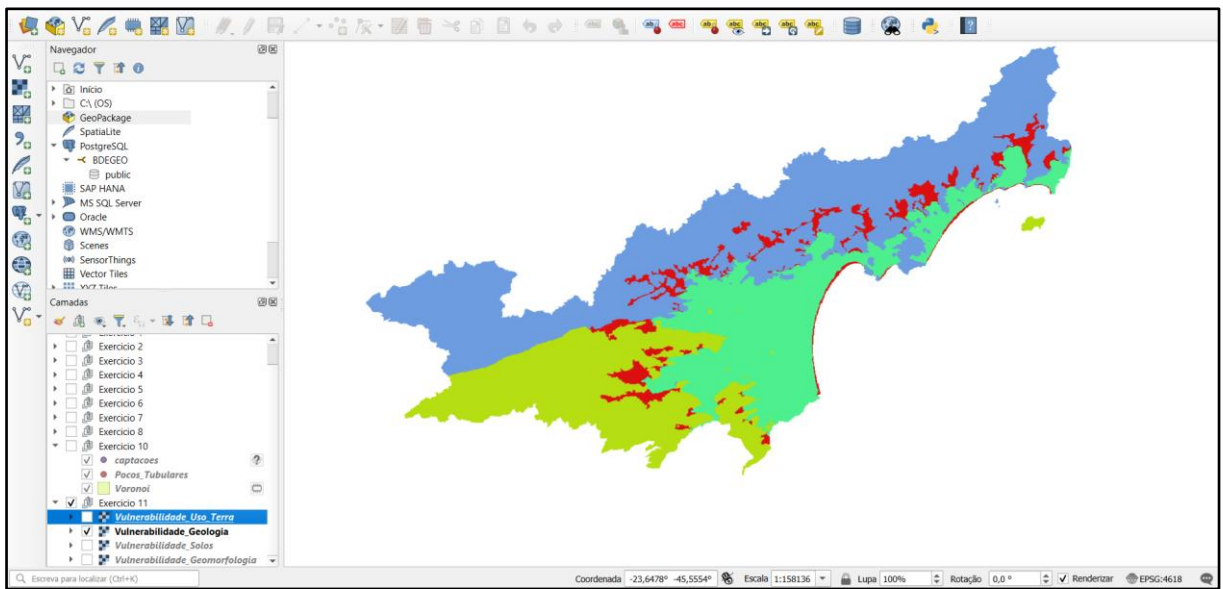 Navegador
Início
C:\ (OS)
GeoPackage
SpatiaLite
PostgreSQL
BDEGEO
public
SAP HANA
MS SQL Server
Oracle
WMS/WMTS
Scenes
SensorThings
Vector Tiles
XYZ Tiles
Camadas
Exercicio 2
Exercicio 3
Exercicio 4
Exercicio 5
Exercicio 6
Exercicio 7
Exercicio 8
Exercicio 10
captacoes
Pocos_Tubulares
Voronoi
Exercicio 11
Vulnerabilidade_Uso_Terra
Vulnerabilidade_Geologia
Vulnerabilidade_Solos
Vulnerabilidade_Geomorfologia
Escreva para localizar (Ctrl+K) Coordenada -23,6478° -45,5554° Escala 1:158136 Lupa 100% Rotação 0,0 ° Renderizar EPSG:4618